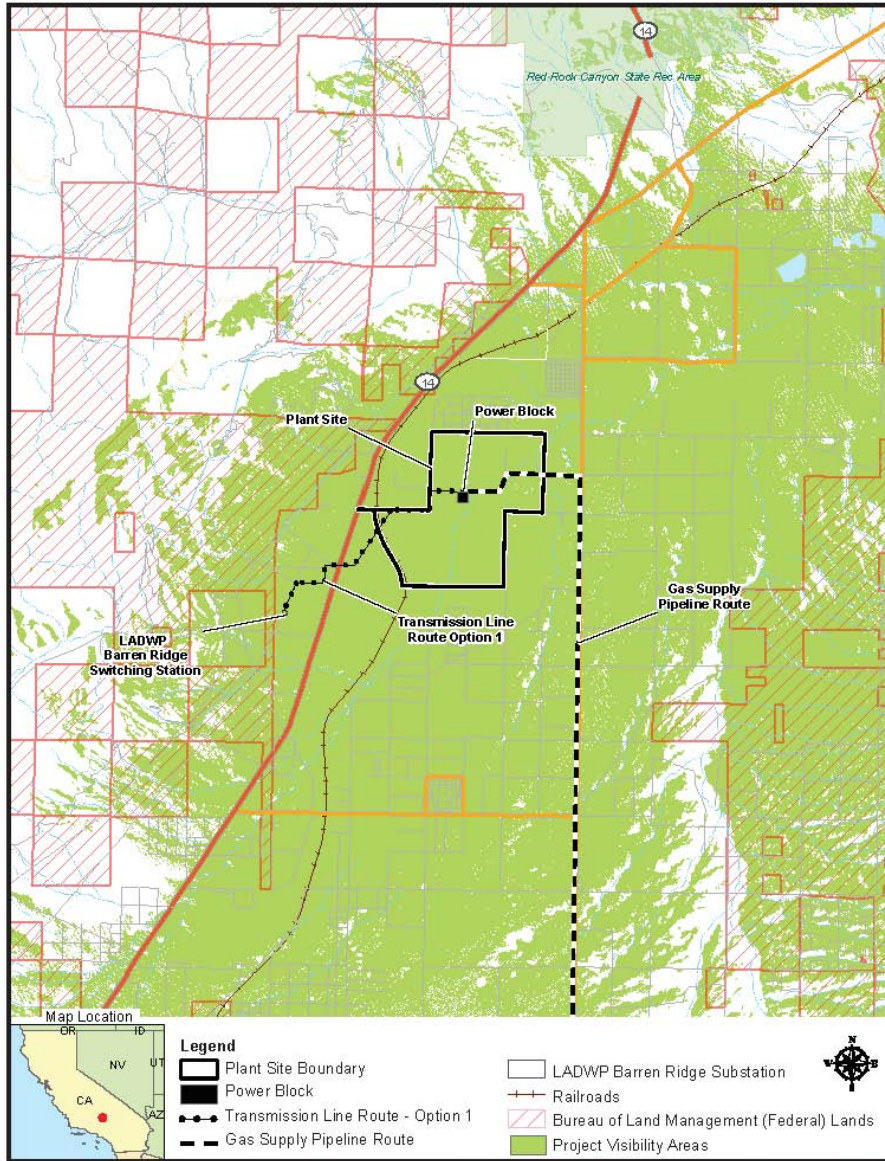 14
Red Rock Canyon State Rec Area
14
Plant Site
Power Block
Gas Supply
Pipeline Route
Transmission Line
Route Option 1
LADWP
Barren Ridge
Switching Station
Map Location
OR
ID
NV
UT
CA
AZ
Legend
Plant Site Boundary
Power Block
Transmission Line Route - Option 1
Gas Supply Pipeline Route
LADWP Barren Ridge Substation
Railroads
Bureau of Land Management (Federal) Lands
Project Visibility Areas
N
W
E
S